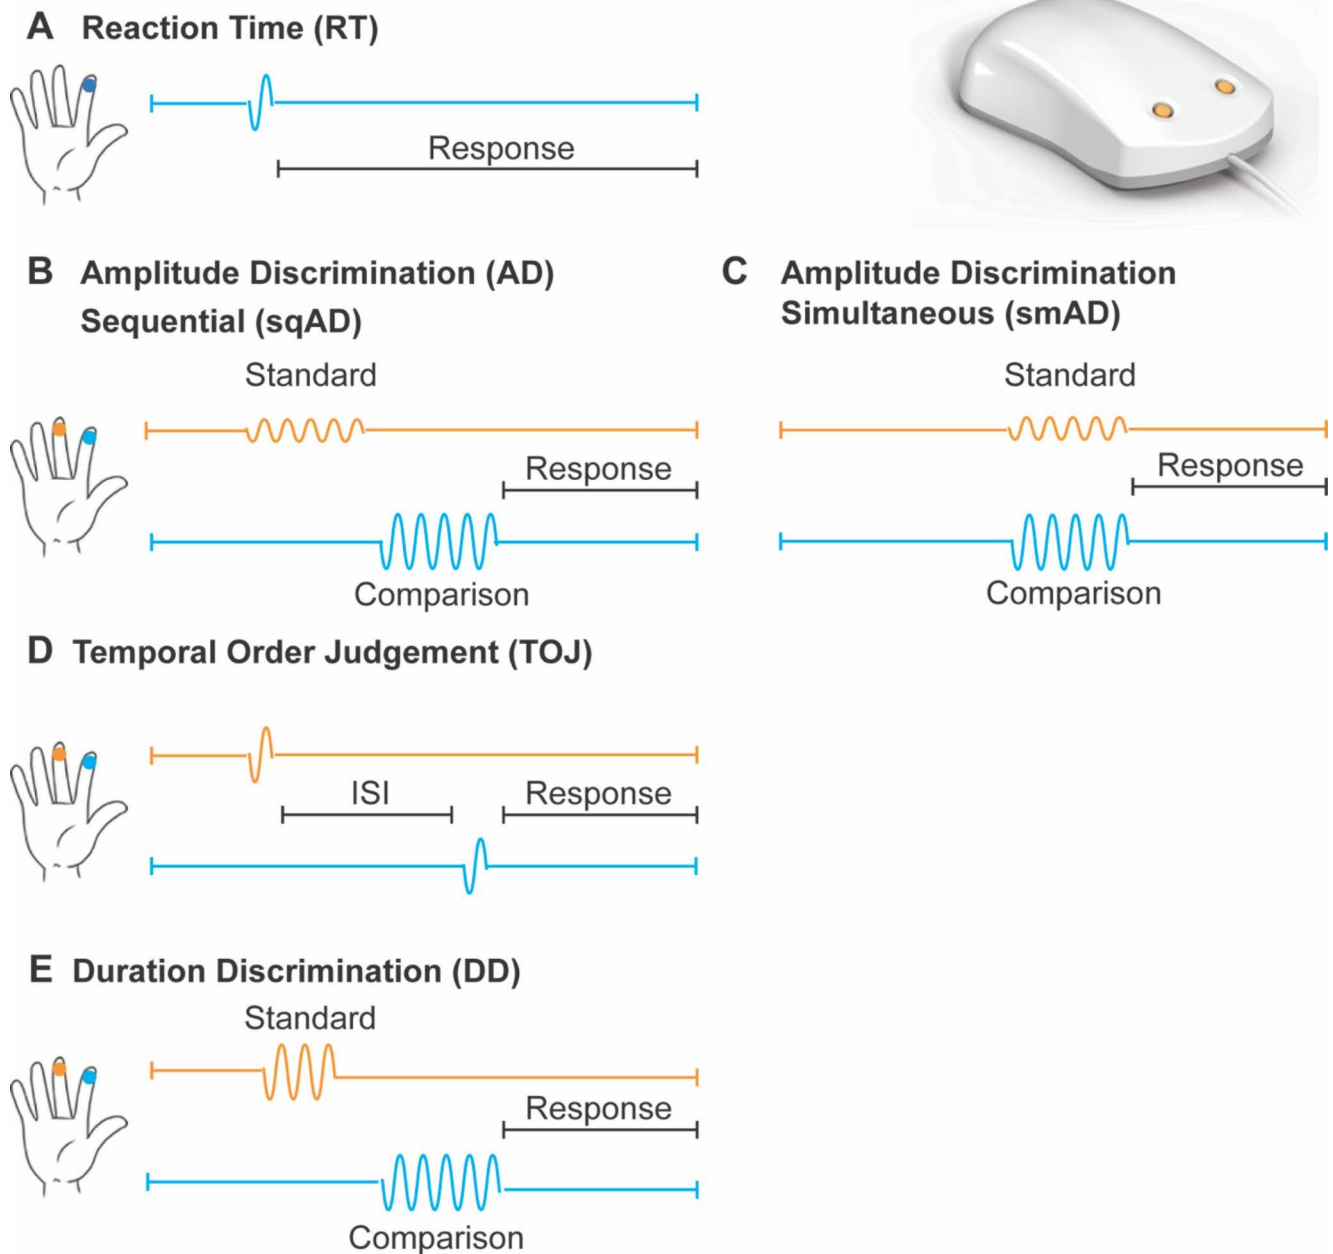 A Reaction Time (RT)
Response
B Amplitude Discrimination (AD)
Sequential (sqAD)
Standard
Response
Comparison
C Amplitude Discrimination
Simultaneous (smAD)
Standard
Response
Comparison
D Temporal Order Judgement (TOJ)
ISI
Response
E Duration Discrimination (DD)
Standard
Response
Comparison